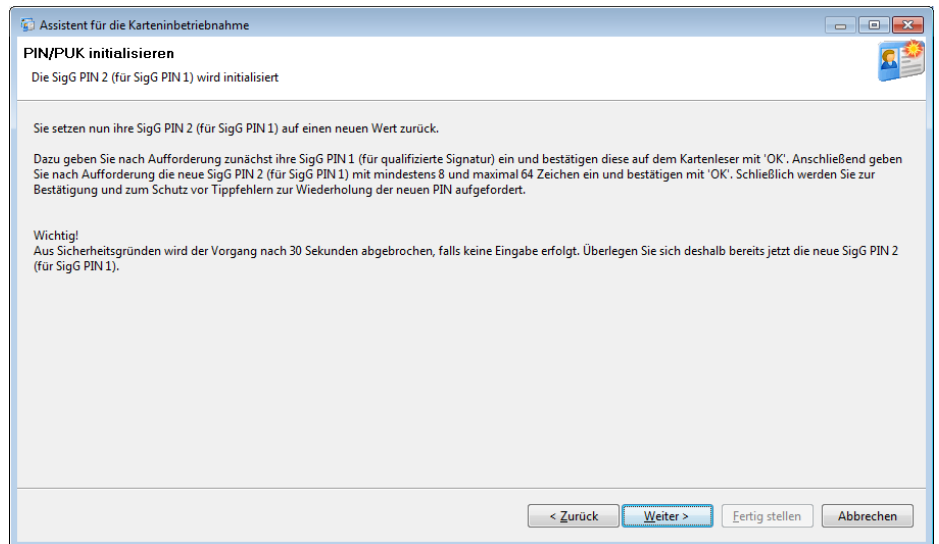 Assistent für die Karteninbetriebnahme
PIN/PUK initialisieren
Die SigG PIN 2 (für SigG PIN 1) wird initialisiert
Sie setzen nun ihre SigG PIN 2 (für SigG PIN 1) auf einen neuen Wert zurück.
Dazu geben Sie nach Aufforderung zunächst ihre SigG PIN 1 (für qualifizierte Signatur) ein und bestätigen diese auf dem Kartenleser mit 'OK'. Anschließend geben
Sie nach Aufforderung die neue SigG PIN 2 (für SigG PIN 1) mit mindestens 8 und maximal 64 Zeichen ein und bestätigen mit 'OK'. Schließlich werden Sie zur
Bestätigung und zum Schutz vor Tippfehlern zur Wiederholung der neuen PIN aufgefordert.
Wichtig!
Aus Sicherheitsgründen wird der Vorgang nach 30 Sekunden abgebrochen, falls keine Eingabe erfolgt. Überlegen Sie sich deshalb bereits jetzt die neue SigG PIN 2
(für SigG PIN 1).
< Zurück Weiter > Fertig stellen Abbrechen